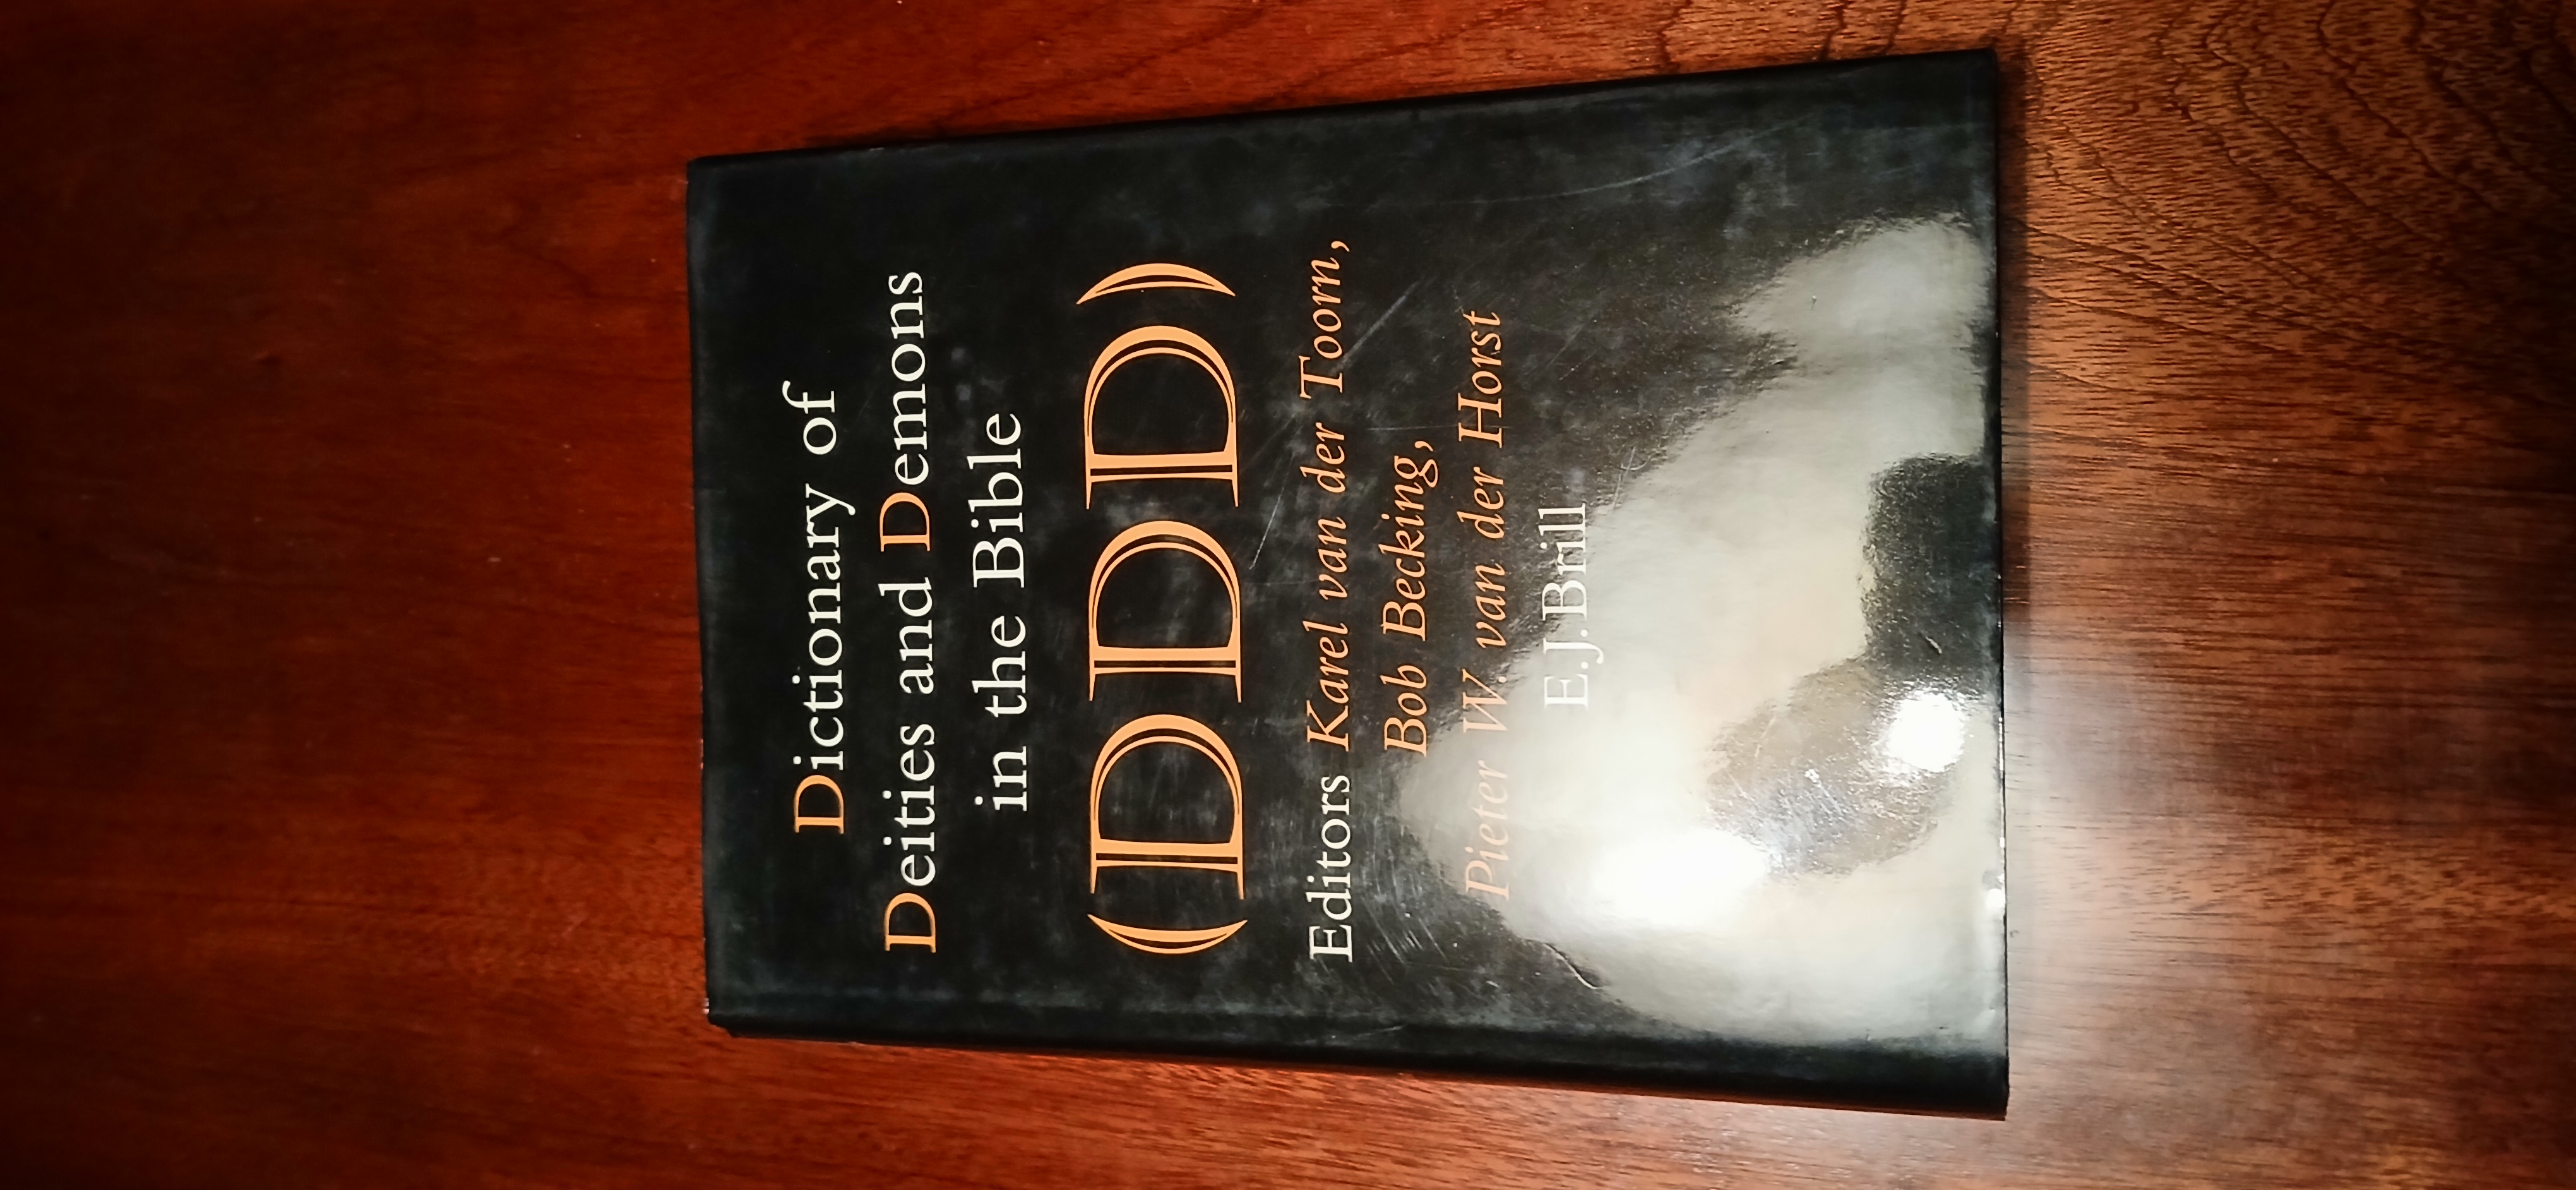 Dictionary of
Deities and Demons
in the Bible
(DDD)
Editors Karel van der Toorn,
Bob Becking,
Pieter W. van der Horst
E.J.Brill